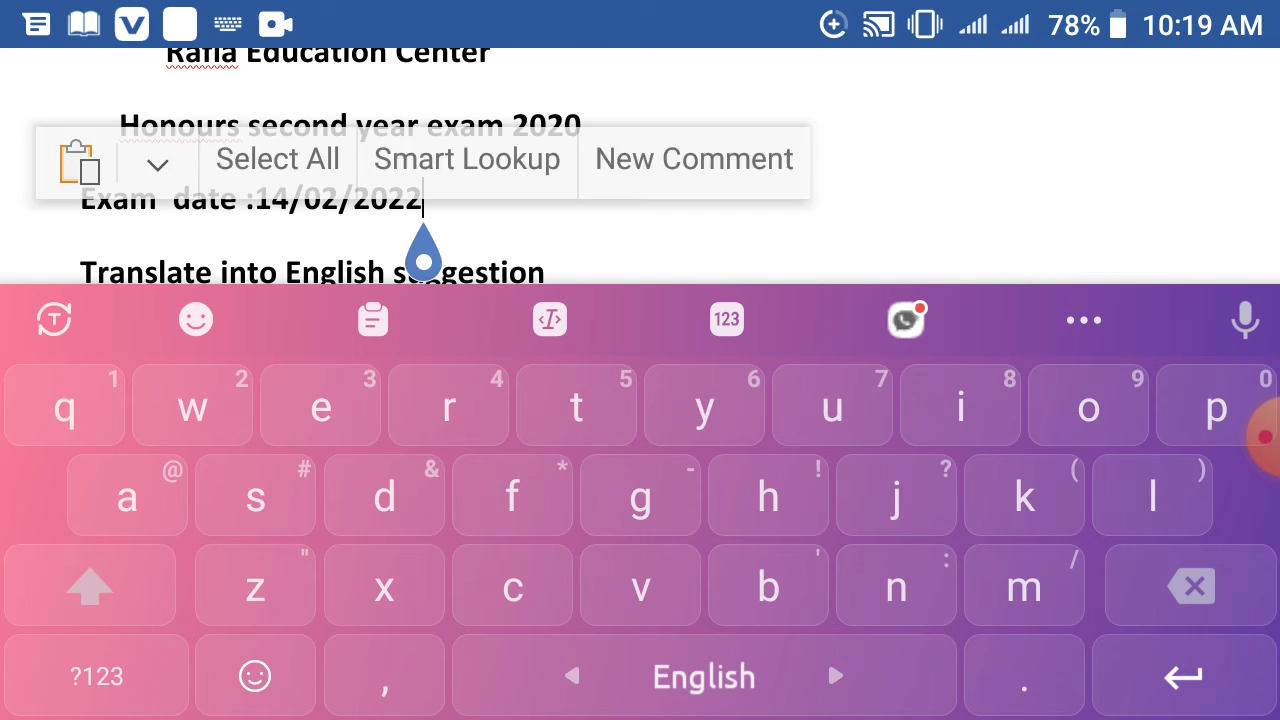 78% 10:19 AM
Rafia Education Center
Honours second year exam 2020
Select All Smart Lookup New Comment
Exam date :14/02/2022
Translate into English suggestion
123
q 1 w 2 e 3 r 4 t 5 y 6 u 7 i 8 o 9 p 0
a @ s # d & f * g - h ! j ? k ( l )
z " x c v b ' n : m /
?123 , English .